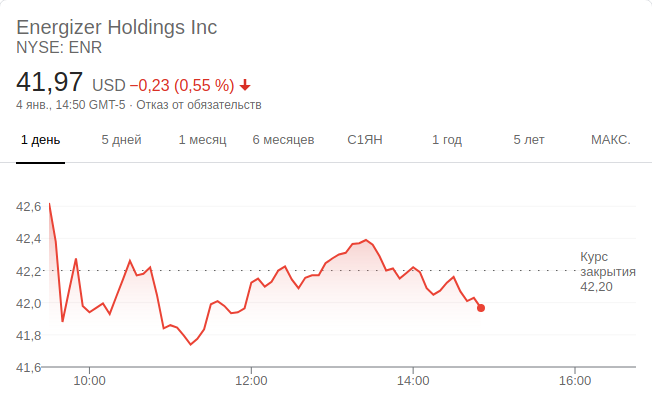 Energizer Holdings Inc
NYSE: ENR
41,97 USD −0,23 (0,55 %)
4 янв., 14:50 GMT-5 · Отказ от обязательств
1 день 5 дней 1 месяц 6 месяцев С1ЯН 1 год 5 лет МАКС.
42,6
42,4
42,2
42,0
41,8
41,6
Курс
закрытия
42,20
10:00 12:00 14:00 16:00